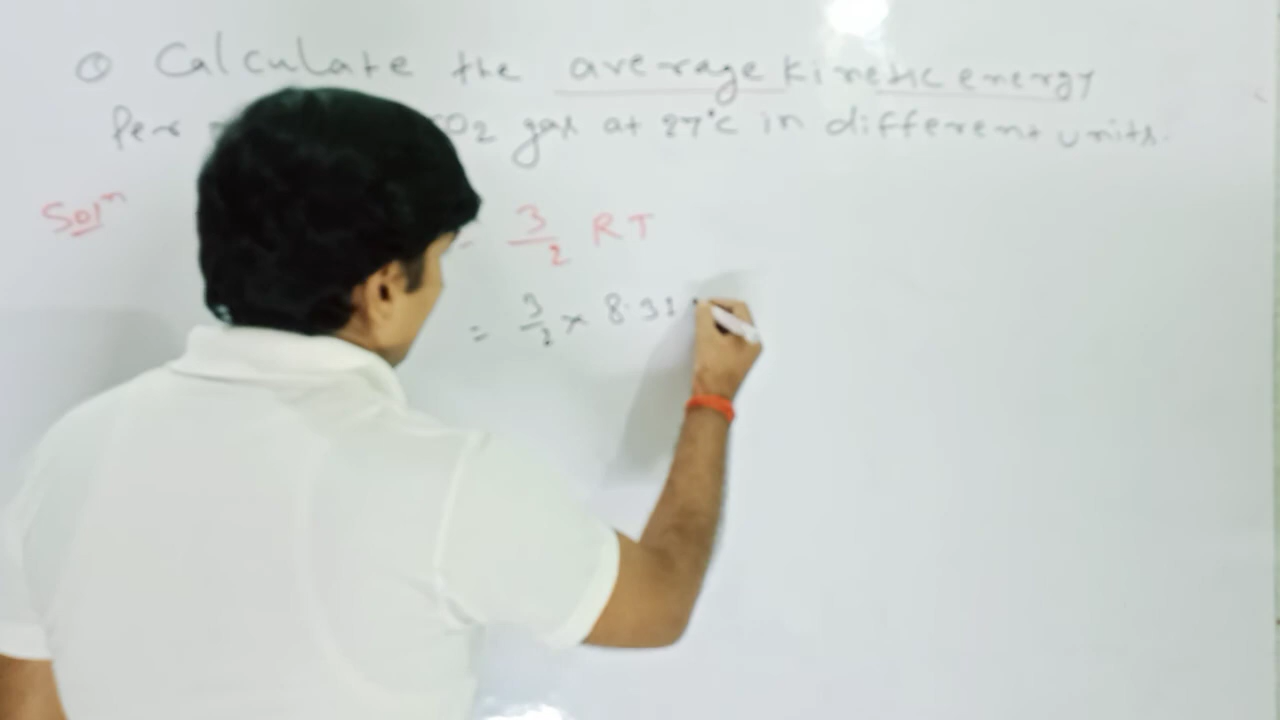 Q Calculate the average kinetic energy
Per CO2 gas at 27°C in different units.
Solⁿ = 3/2 RT
= 3/2 × 8.31